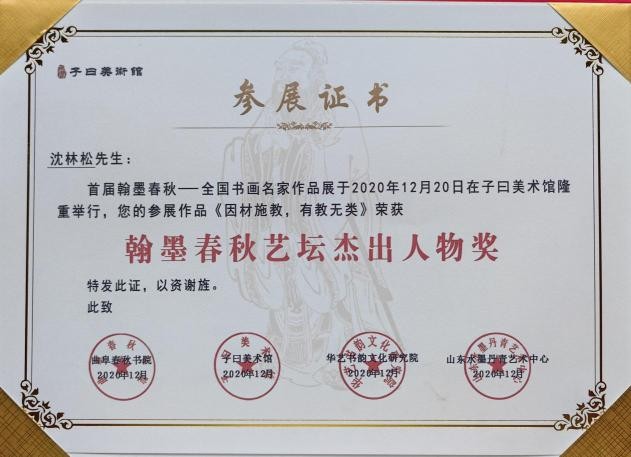 子曰美術館
参展证书
沈林松先生：
首届翰墨春秋——全国书画名家作品展于2020年12月20日在子曰美术馆隆
重举行，您的参展作品《因材施教，有教无类》荣获
翰墨春秋艺坛杰出人物奖
特发此证，以资谢旌。
此致
曲阜春秋书院 子曰美术馆 华艺书韵文化研究院 山东水墨丹青艺术中心
2020年12月 2020年12月 2020年12月 2020年12月